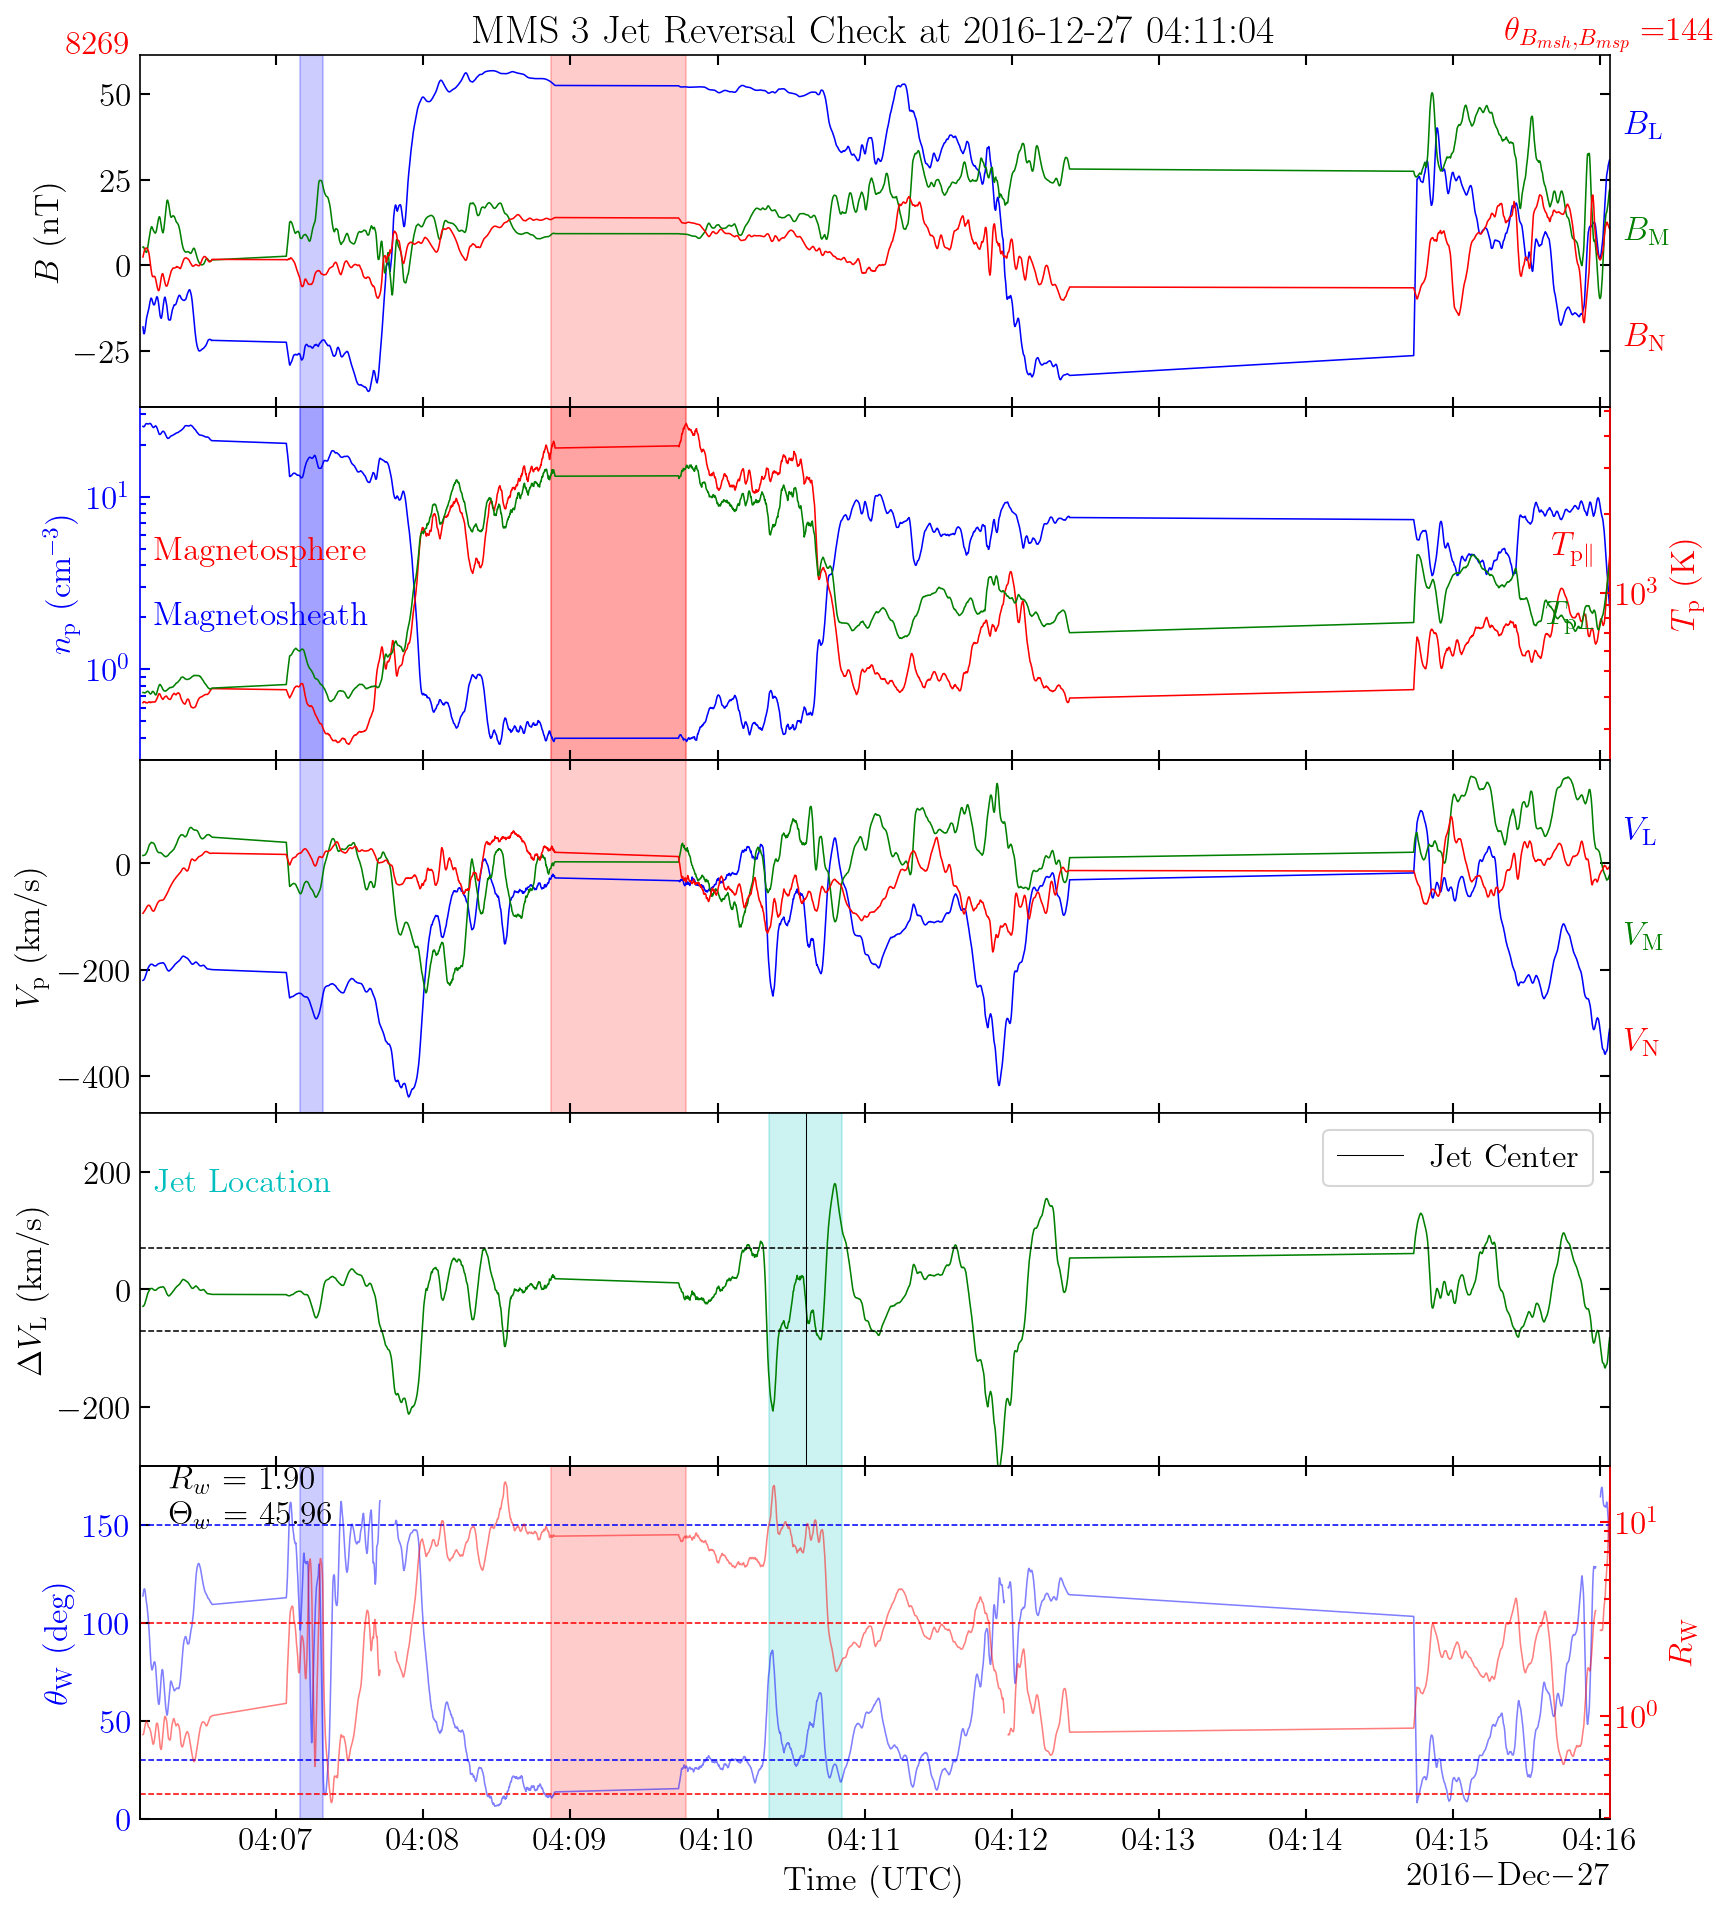 MMS 3 Jet Reversal Check at 2016-12-27 04:11:04
8269
θ_{B_{msh},B_{msp}} =144
50
25
0
−25
B (nT)
B_L
B_M
B_N
10^1
10^0
n_p (cm^{−3})
Magnetosphere
Magnetosheath
T_{p∥}
T_{p⊥}
10^3
T_p (K)
0
−200
−400
V_p (km/s)
V_L
V_M
V_N
200
0
−200
ΔV_L (km/s)
Jet Location
Jet Center
R_w = 1.90
Θ_w = 45.96
150
100
50
0
θ_W (deg)
10^1
10^0
R_W
04:07 04:08 04:09 04:10 04:11 04:12 04:13 04:14 04:15 04:16
Time (UTC)
2016−Dec−27